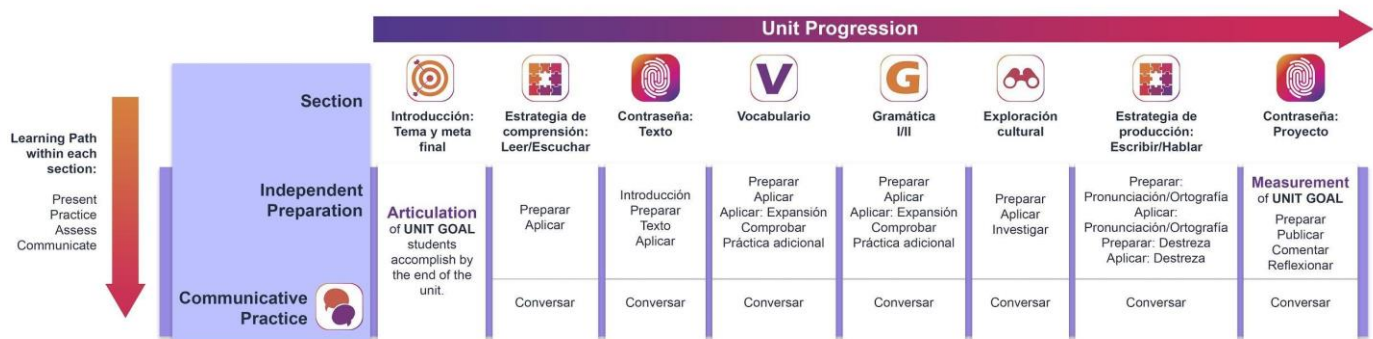 Unit Progression
Section
Introducción:
Tema y meta
final
Estrategia de
comprensión:
Leer/Escuchar
Contraseña:
Texto
Vocabulario
Gramática
I/II
Exploración
cultural
Estrategia de
producción:
Escribir/Hablar
Contraseña:
Proyecto
V
G
Learning Path
within each
section:
Present
Practice
Assess
Communicate
Independent
Preparation
Articulation
of UNIT GOAL
students
accomplish by
the end of the
unit.
Preparar
Aplicar
Introducción
Preparar
Texto
Aplicar
Preparar
Aplicar
Aplicar: Expansión
Comprobar
Práctica adicional
Preparar
Aplicar
Aplicar: Expansión
Comprobar
Práctica adicional
Preparar
Aplicar
Investigar
Preparar:
Pronunciación/Ortografía
Aplicar:
Pronunciación/Ortografía
Preparar: Destreza
Aplicar: Destreza
Measurement
of UNIT GOAL
Preparar
Publicar
Comentar
Reflexionar
Communicative
Practice
Conversar
Conversar
Conversar
Conversar
Conversar
Conversar
Conversar